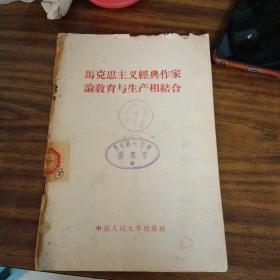 馬克思主义經典作家
論教育与生产相結合
中国人民大学出版社